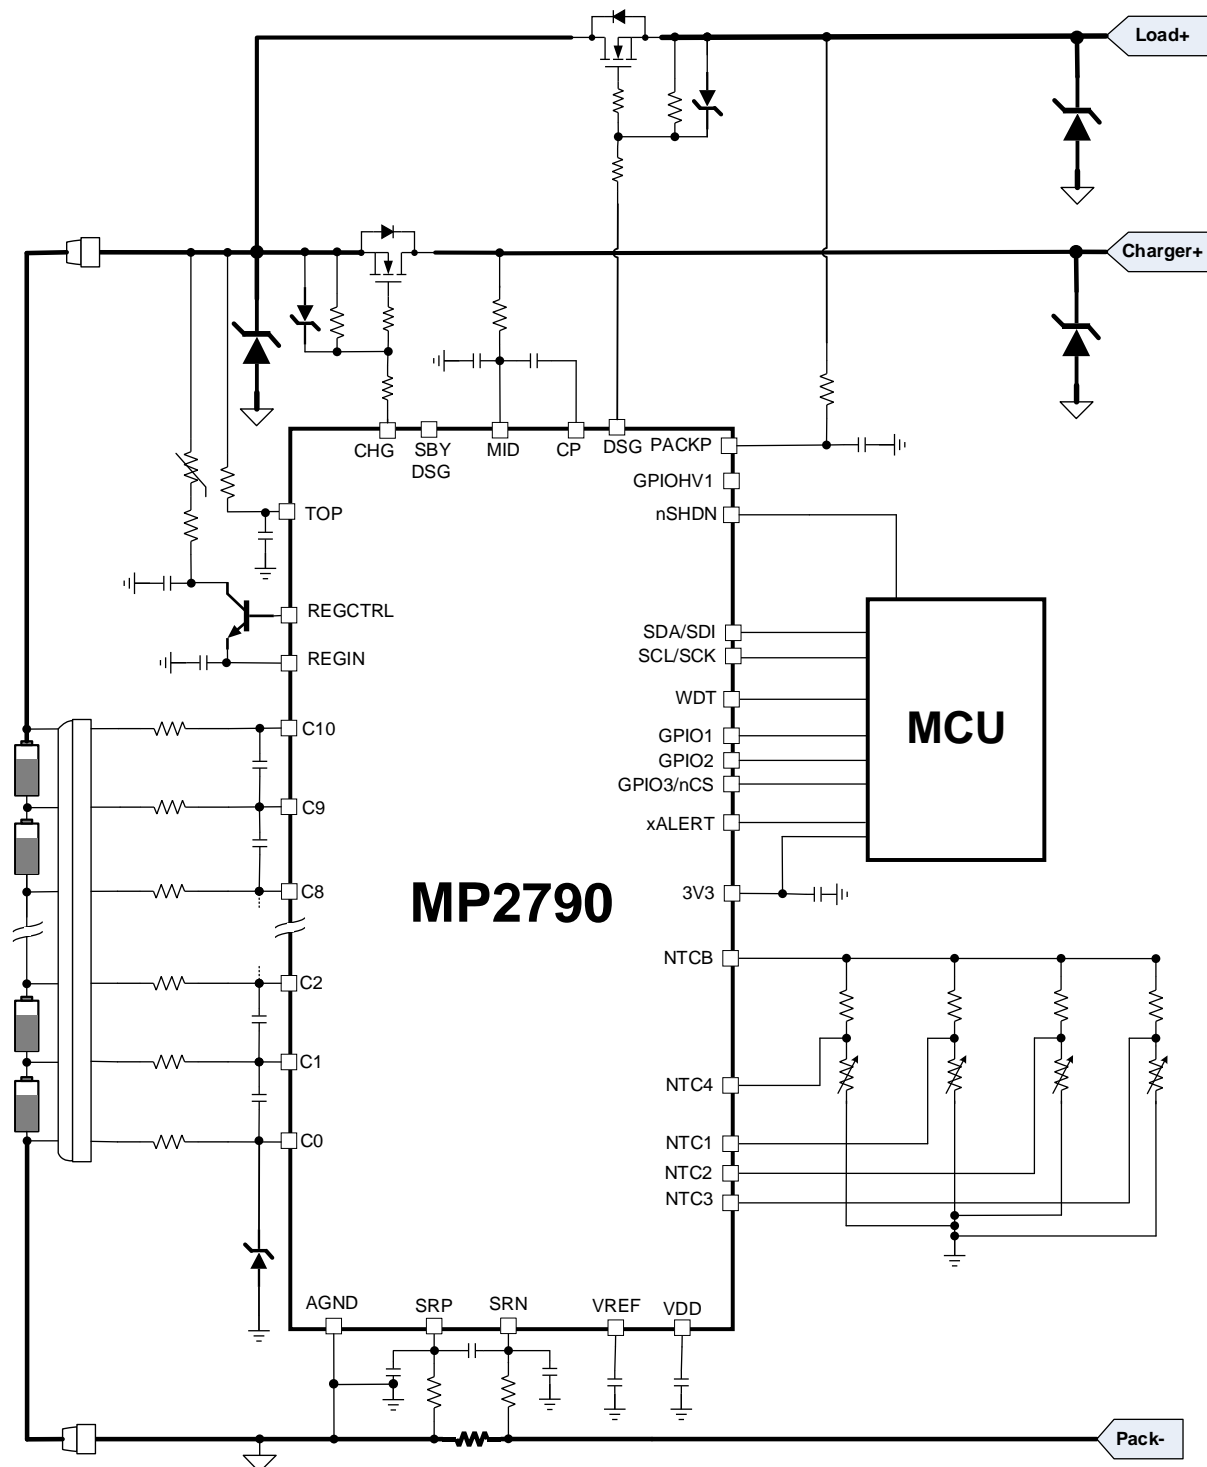 Load+
Charger+
CHG
SBY
DSG
MID
CP
DSG
PACKP
GPIOHV1
nSHDN
TOP
REGCTRL
REGIN
SDA/SDI
SCL/SCK
WDT
GPIO1
GPIO2
GPIO3/nCS
xALERT
3V3
MCU
C10
C9
C8
MP2790
NTCB
C2
C1
C0
NTC4
NTC1
NTC2
NTC3
AGND
SRP
SRN
VREF
VDD
Pack-